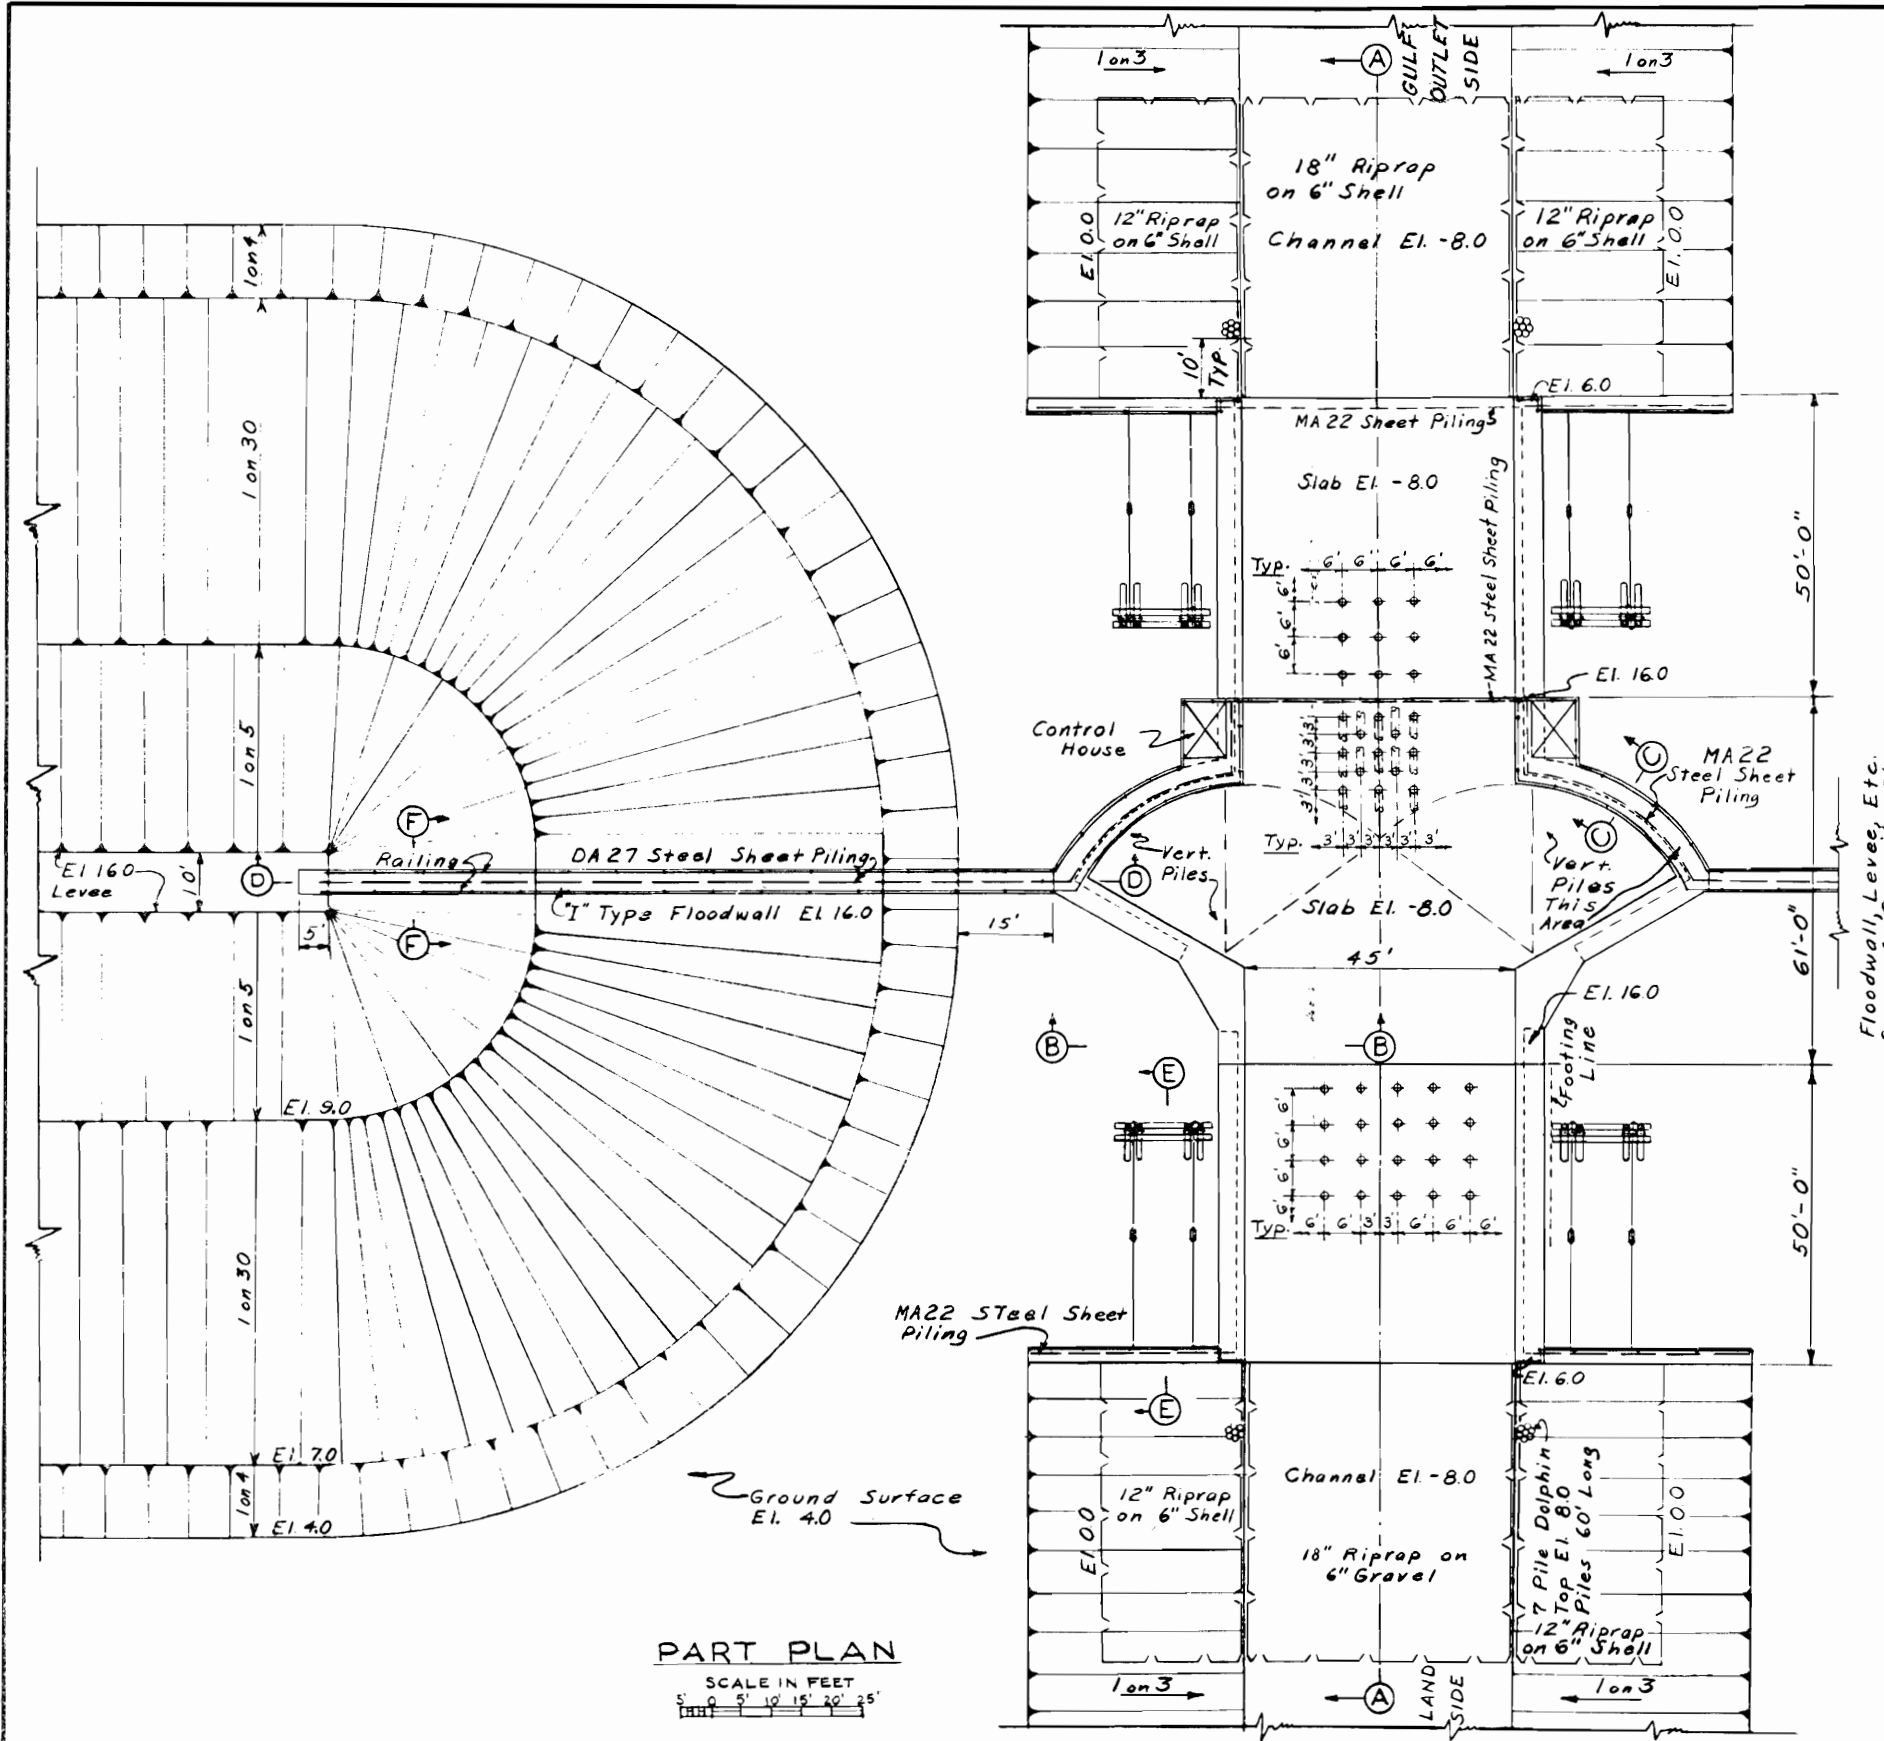 1 on 3
A
GULF
OUTLET
SIDE
1 on 3
18" Riprap
on 6" Shell
12" Riprap
on 6" Shell
Channel El. -8.0
12" Riprap
on 6" Shell
El. 0.0
El. 0.0
10'
Typ.
El. 6.0
MA 22 Sheet Piling
Slab El. -8.0
MA 22 Steel Sheet Piling
50'-0"
Typ. 6' 6' 6' 6'
6'
6'
6'
El. 16.0
Control
House
3' 3' 3' 3' 3'
Typ. 3' 3' 3' 3' 3' 3'
C
MA 22
Steel Sheet
Piling
C
Vert.
Piles
Vert.
Piles
This
Area
Slab El. -8.0
45'
61'-0"
Floodwall, Levee, Etc.
El. 16.0
Footing
Line
B
B
E
6'
6'
6'
6'
Typ. 6' 6' 3' 3' 6' 6' 6'
50'-0"
MA22 Steel Sheet
Piling
El. 6.0
E
Channel El. -8.0
12" Riprap
on 6" Shell
18" Riprap on
6" Gravel
El. 0.0
El. 0.0
7 Pile Dolphin
Top El. 8.0
Piles 60' Long
12" Riprap
on 6" Shell
1 on 3
A
LAND
SIDE
1 on 3
1 on 4
1 on 30
1 on 5
F
Railing
DA 27 Steel Sheet Piling
El 16.0
Levee
10'
D
D
"I" Type Floodwall El. 16.0
5'
F
15'
1 on 5
El. 9.0
1 on 30
El. 7.0
1 on 4
El. 4.0
Ground Surface
El. 4.0
PART PLAN
SCALE IN FEET
5' 0 5' 10' 15' 20' 25'